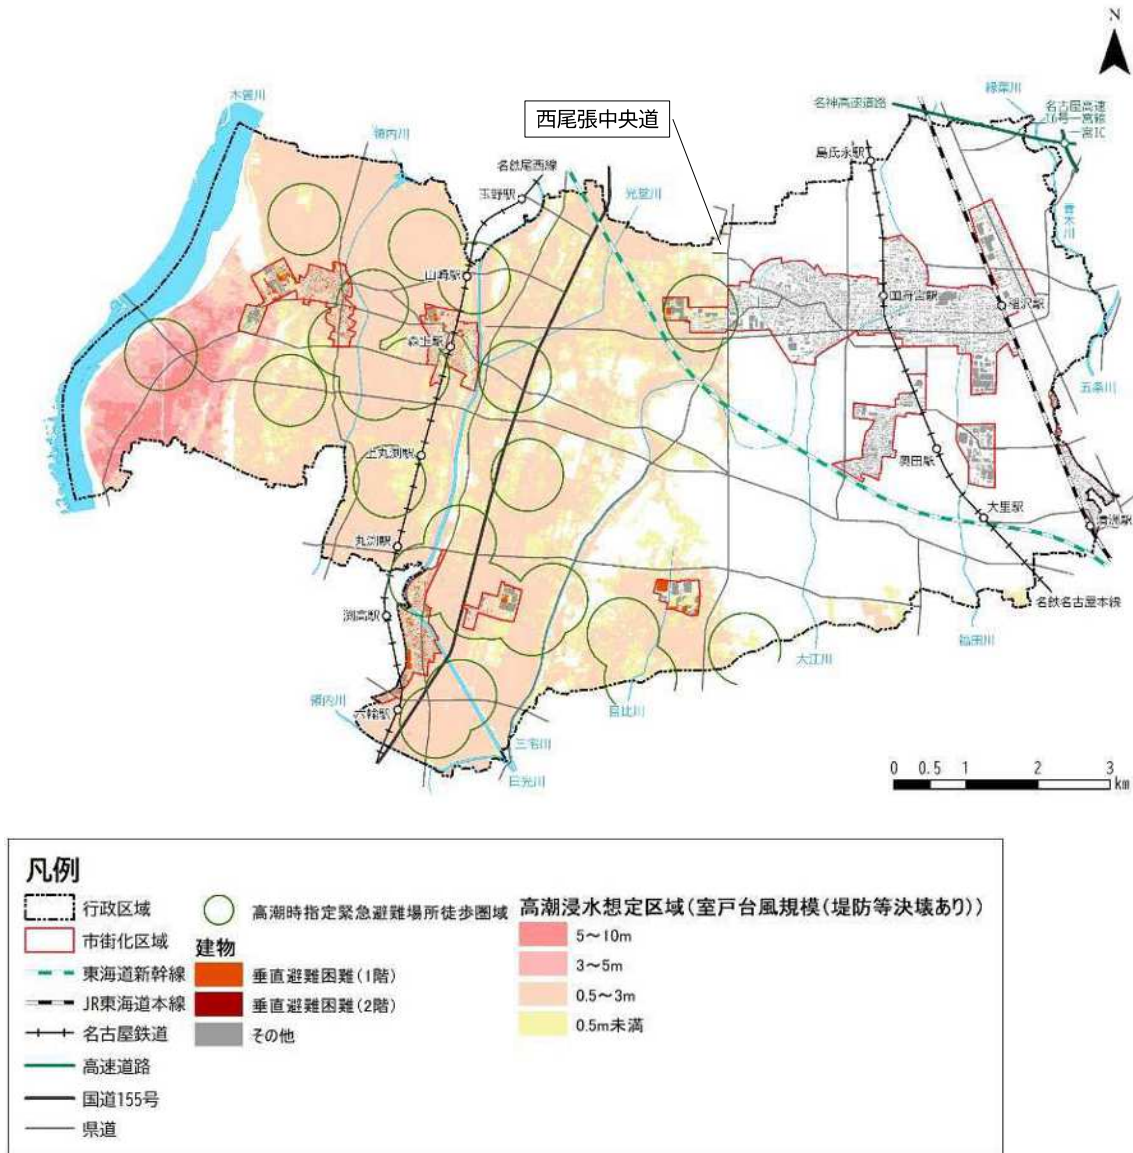 N
木曽川
領内川
西尾張中央道
名神高速道路
緑葉川
名古屋高速
16号一宮線
一宮IC
島氏永駅
名鉄尾西線
玉野駅
光堂川
青木川
山崎駅
国府宮駅
稲沢駅
森上駅
五条川
上丸渕駅
奥田駅
大里駅
清洲駅
丸渕駅
渕高駅
名鉄名古屋本線
福田川
大江川
領内川
六輪駅
目比川
三宅川
日光川
0 0.5 1 2 3
km
凡例
行政区域
市街化区域
東海道新幹線
JR東海道本線
名古屋鉄道
高速道路
国道155号
県道
高潮時指定緊急避難場所徒歩圏域
建物
垂直避難困難(1階)
垂直避難困難(2階)
その他
高潮浸水想定区域(室戸台風規模(堤防等決壊あり))
5～10m
3～5m
0.5～3m
0.5m未満